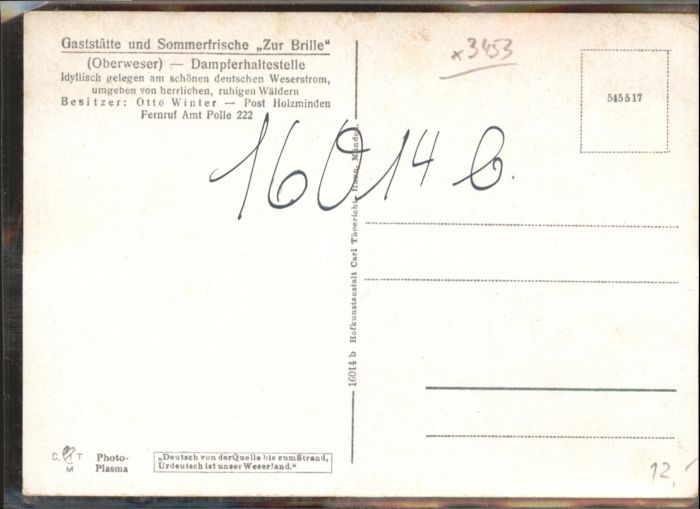 Gaststätte und Sommerfrische „Zur Brille"
(Oberweser) — Dampferhaltestelle
Idyllisch gelegen am schönen deutschen Weserstrom,
umgeben von herrlichen, ruhigen Wäldern
Besitzer: Otto Winter — Post Holzminden
Fernruf Amt Polle 222
x3453
545517
16014 b.
16014 b Hofkunstanstalt Carl Thoericht, Hann. Münden.
C. T
M
Photo-
Plasma
„Deutsch von der Quelle bis zum Strand,
Urdeutsch ist unser Weserland."
12,-